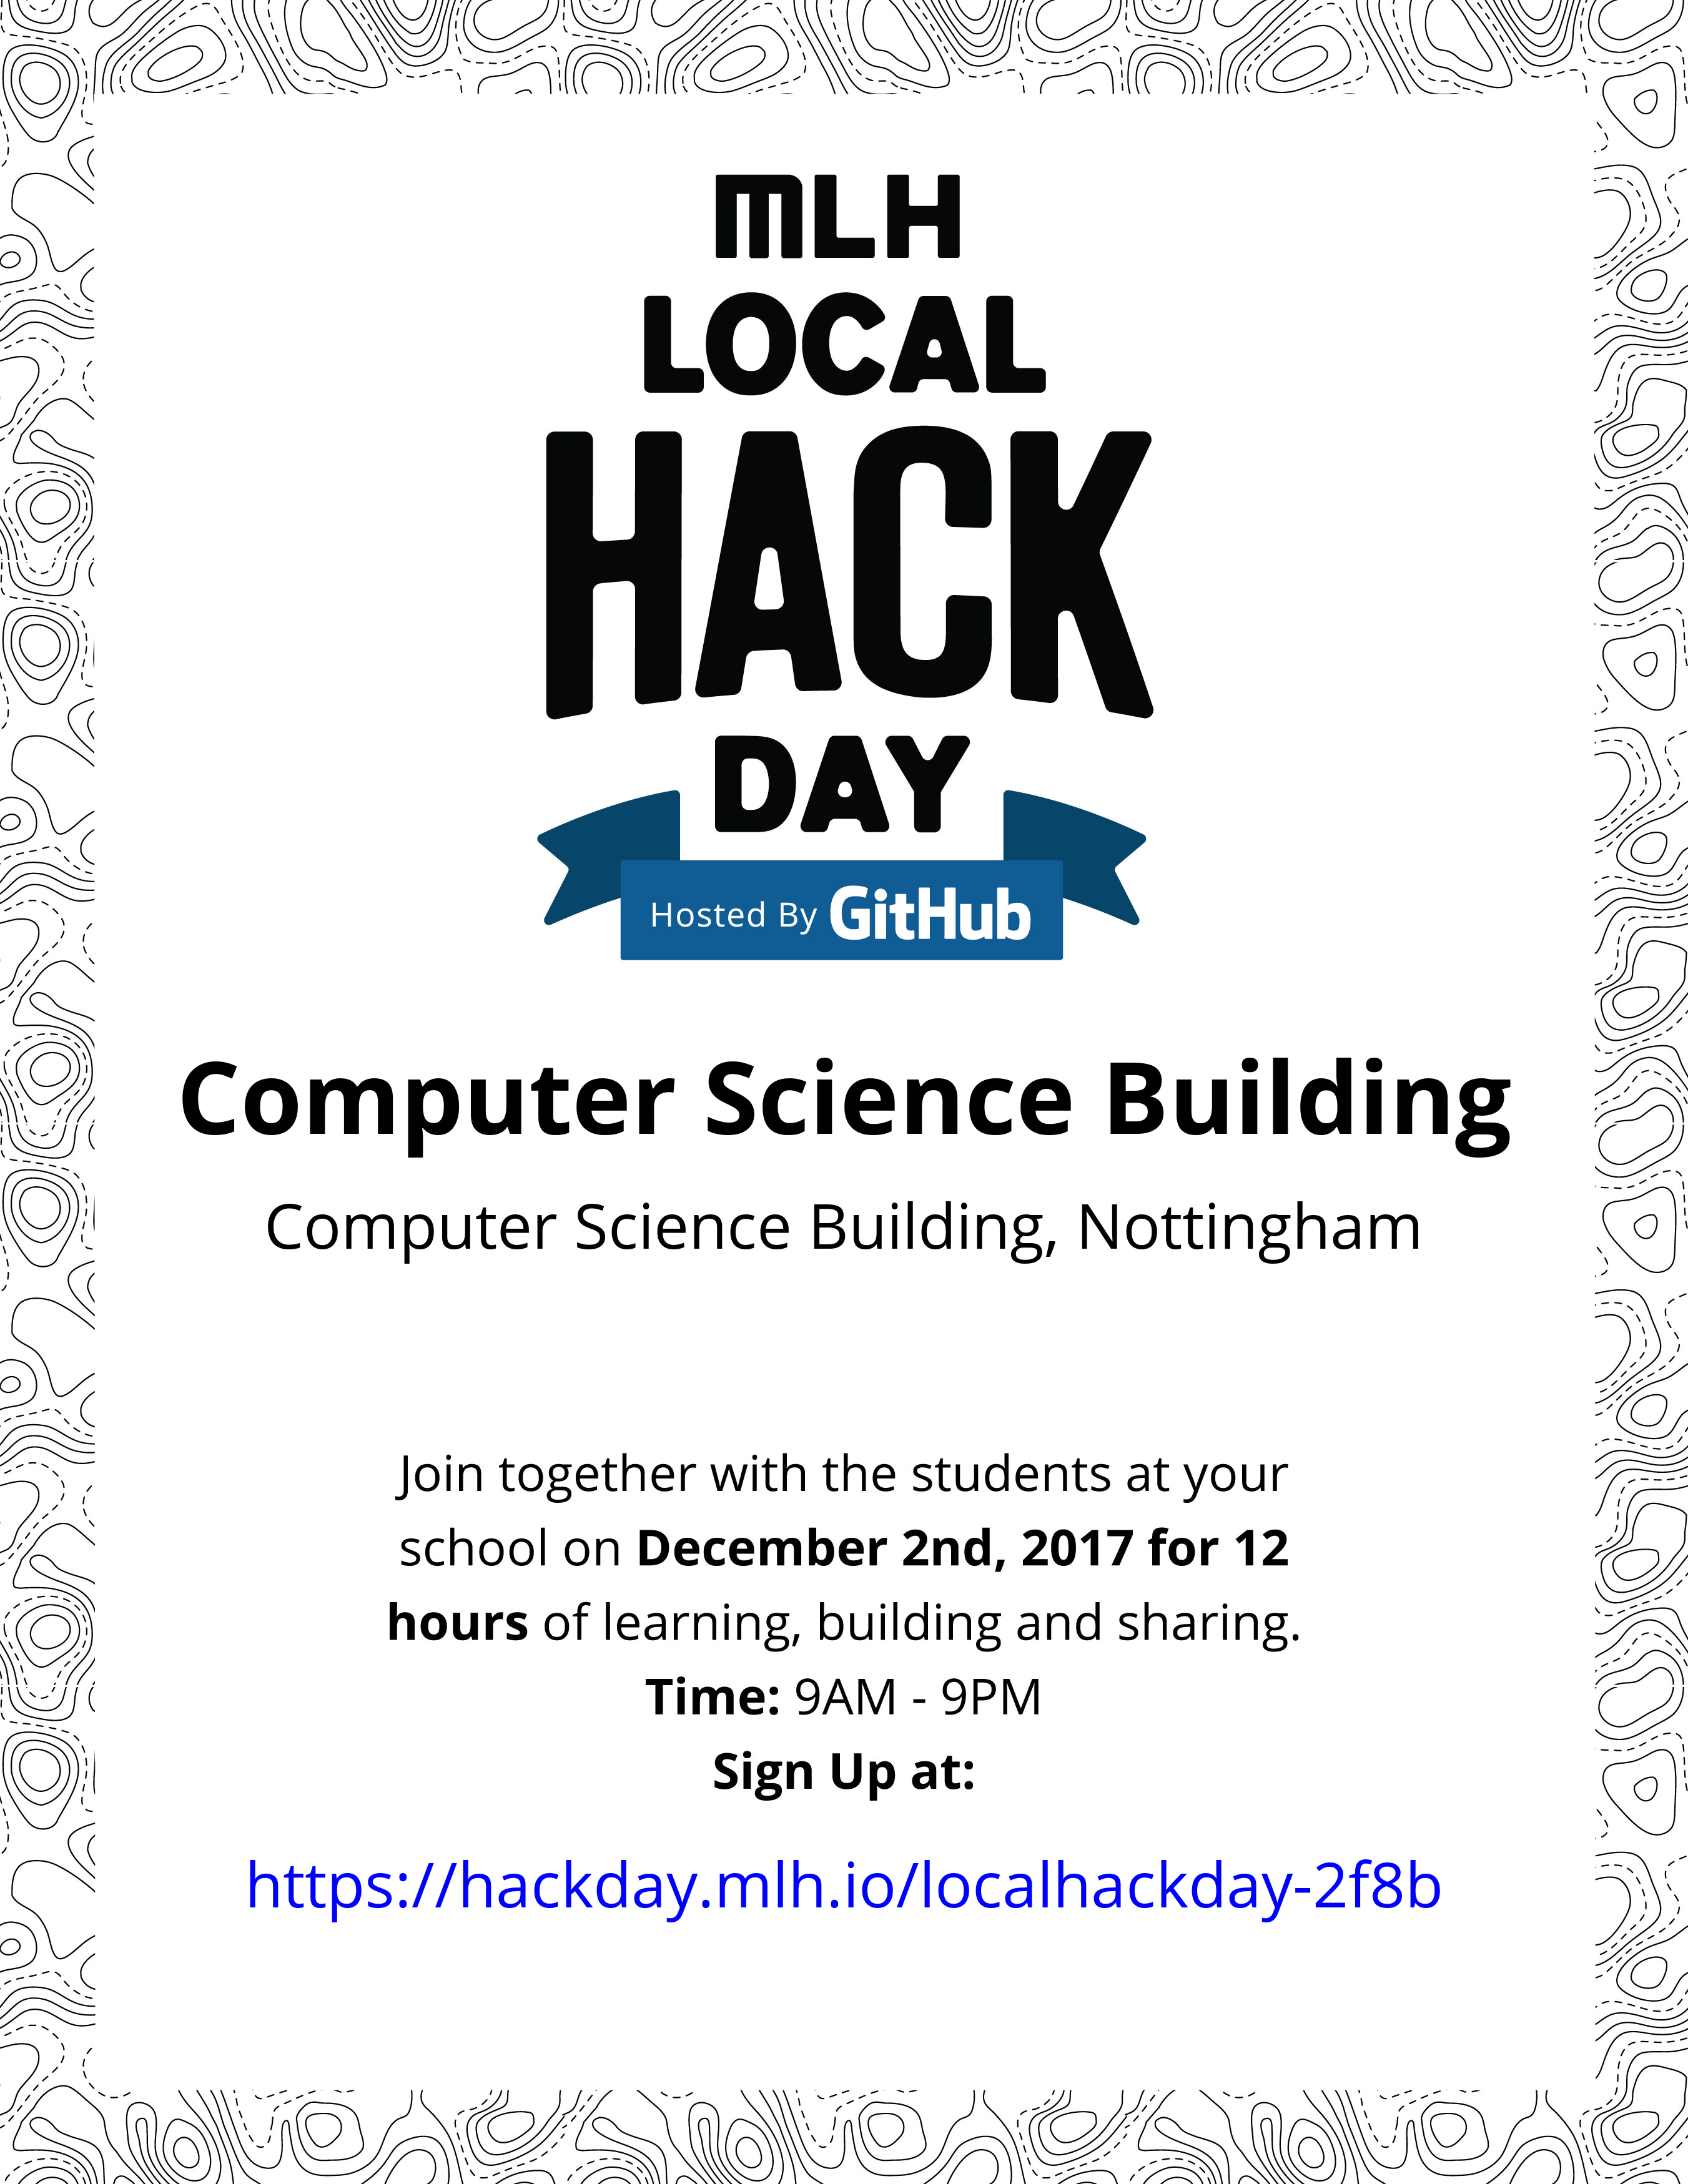 MLH
LOCAL
HACK
DAY
Hosted By GitHub
Computer Science Building
Computer Science Building, Nottingham
Join together with the students at your
school on December 2nd, 2017 for 12
hours of learning, building and sharing.
Time: 9AM - 9PM
Sign Up at:
https://hackday.mlh.io/localhackday-2f8b